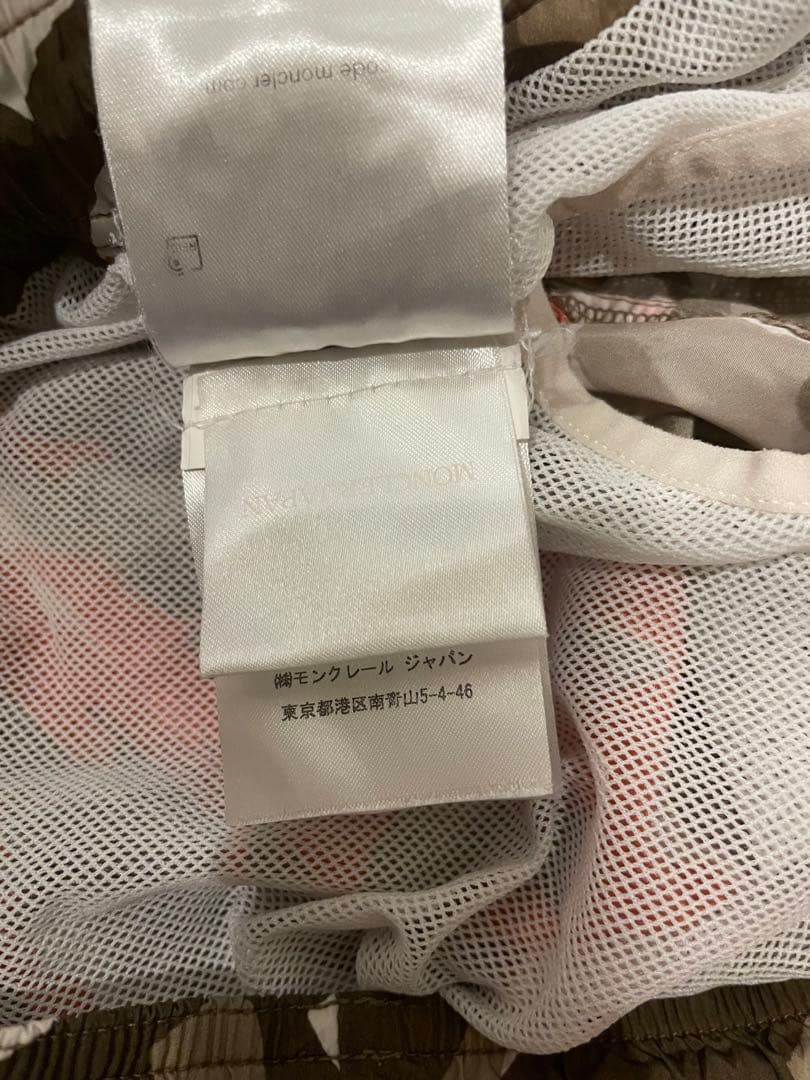 code.moncler.com
MONCLER JAPAN
㈱モンクレール ジャパン
東京都港区南青山5-4-46